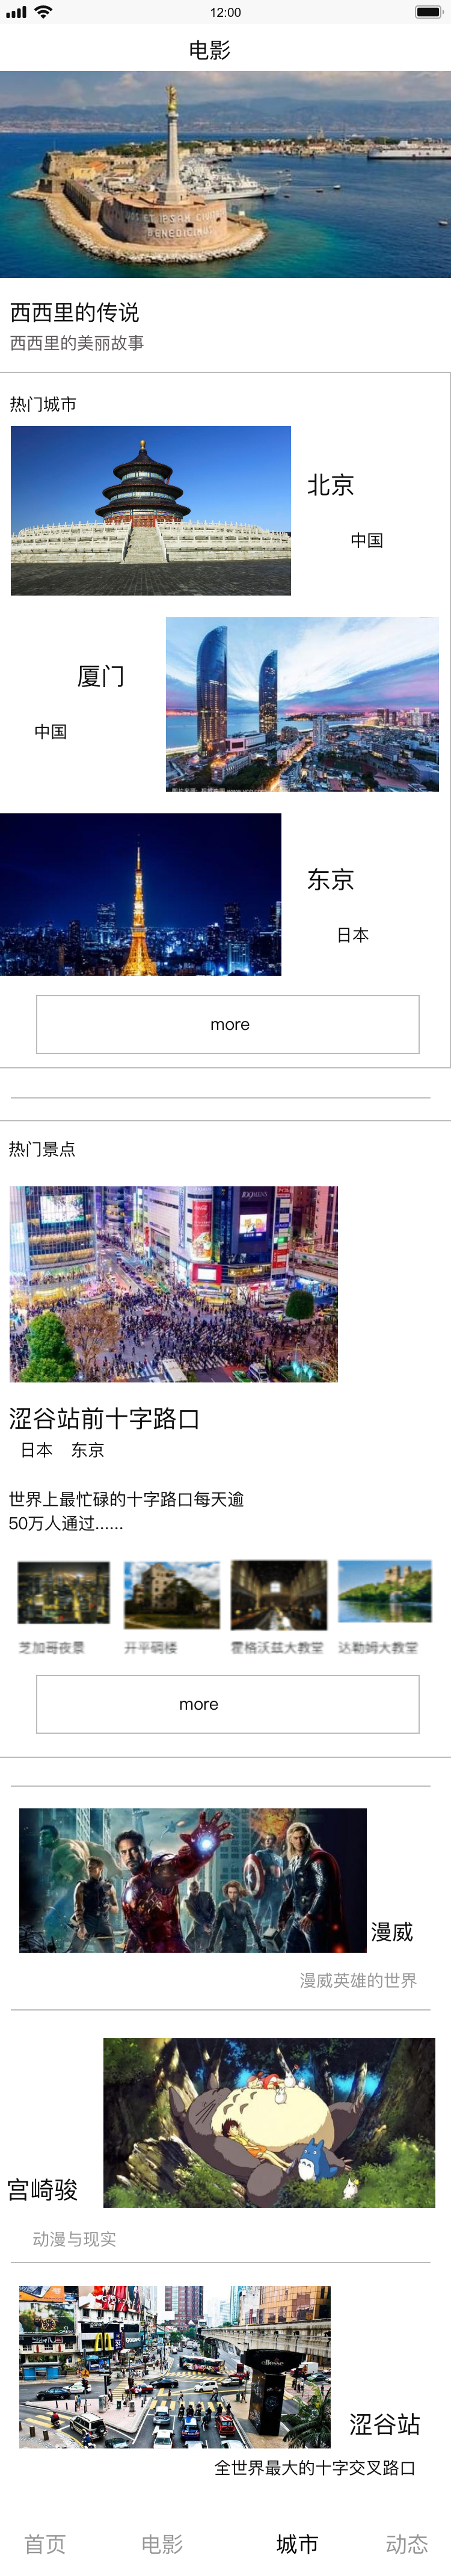 12:00
电影
ET IPSAM CIVIT
BENEDICIMUS
西西里的传说
西西里的美丽故事
热门城市
北京
中国
厦门
中国
东京
日本
more
热门景点
涩谷站前十字路口
日本 东京
世界上最忙碌的十字路口每天逾
50万人通过......
芝加哥夜景
开平碉楼
霍格沃兹大教堂
达勒姆大教堂
more
漫威
漫威英雄的世界
宫崎骏
动漫与现实
涩谷站
全世界最大的十字交叉路口
首页
电影
城市
动态